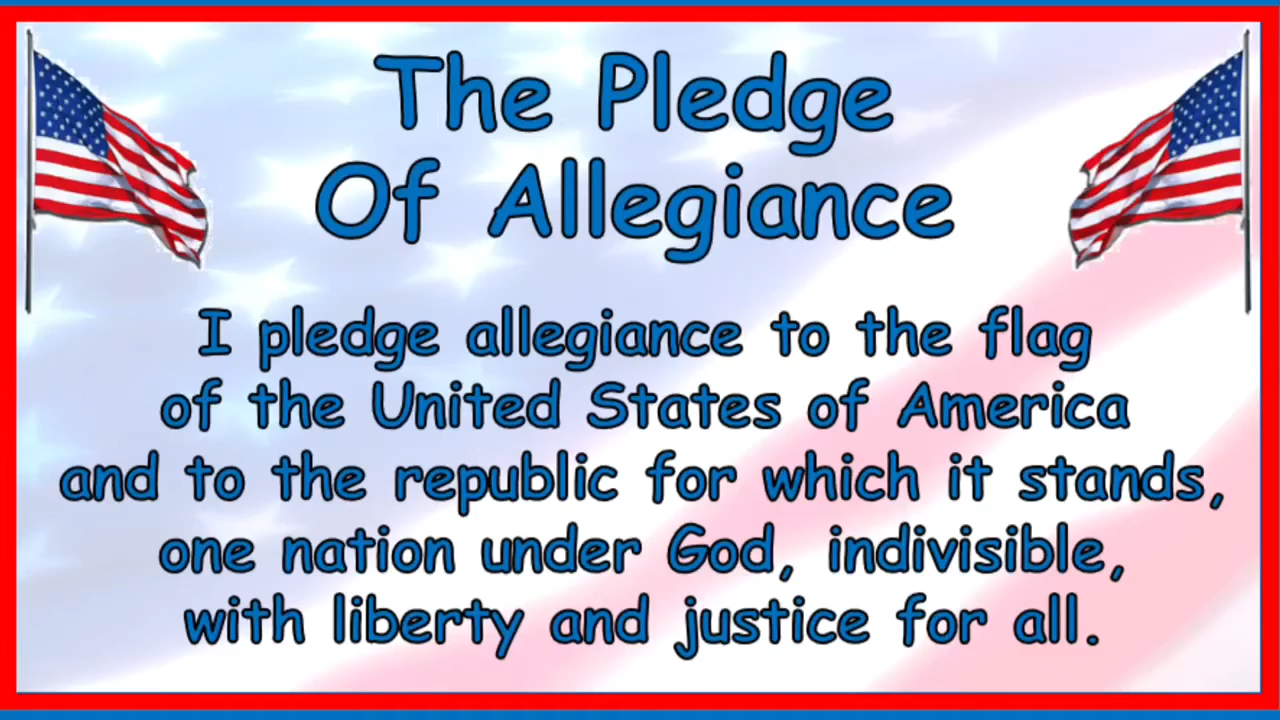 The Pledge
Of Allegiance
I pledge allegiance to the flag
of the United States of America
and to the republic for which it stands,
one nation under God, indivisible,
with liberty and justice for all.